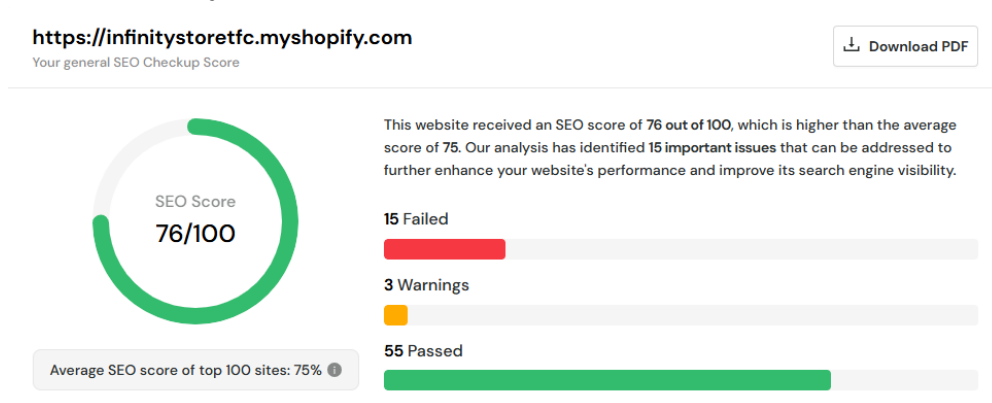 https://infinitystoretfc.myshopify.com
Your general SEO Checkup Score
Download PDF
SEO Score
76/100
Average SEO score of top 100 sites: 75%
This website received an SEO score of 76 out of 100, which is higher than the average
score of 75. Our analysis has identified 15 important issues that can be addressed to
further enhance your website's performance and improve its search engine visibility.
15 Failed
3 Warnings
55 Passed